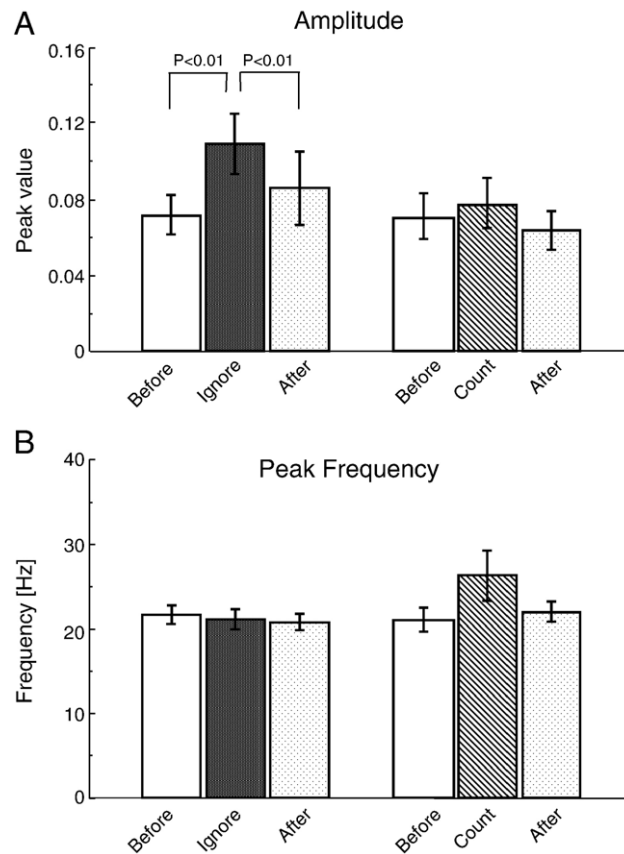 A
Amplitude
0.16
P<0.01 P<0.01
0.12
Peak value
0.08
0.04
0
Before Ignore After Before Count After
B
40
Peak Frequency
30
Frequency [Hz]
20
10
0
Before Ignore After Before Count After